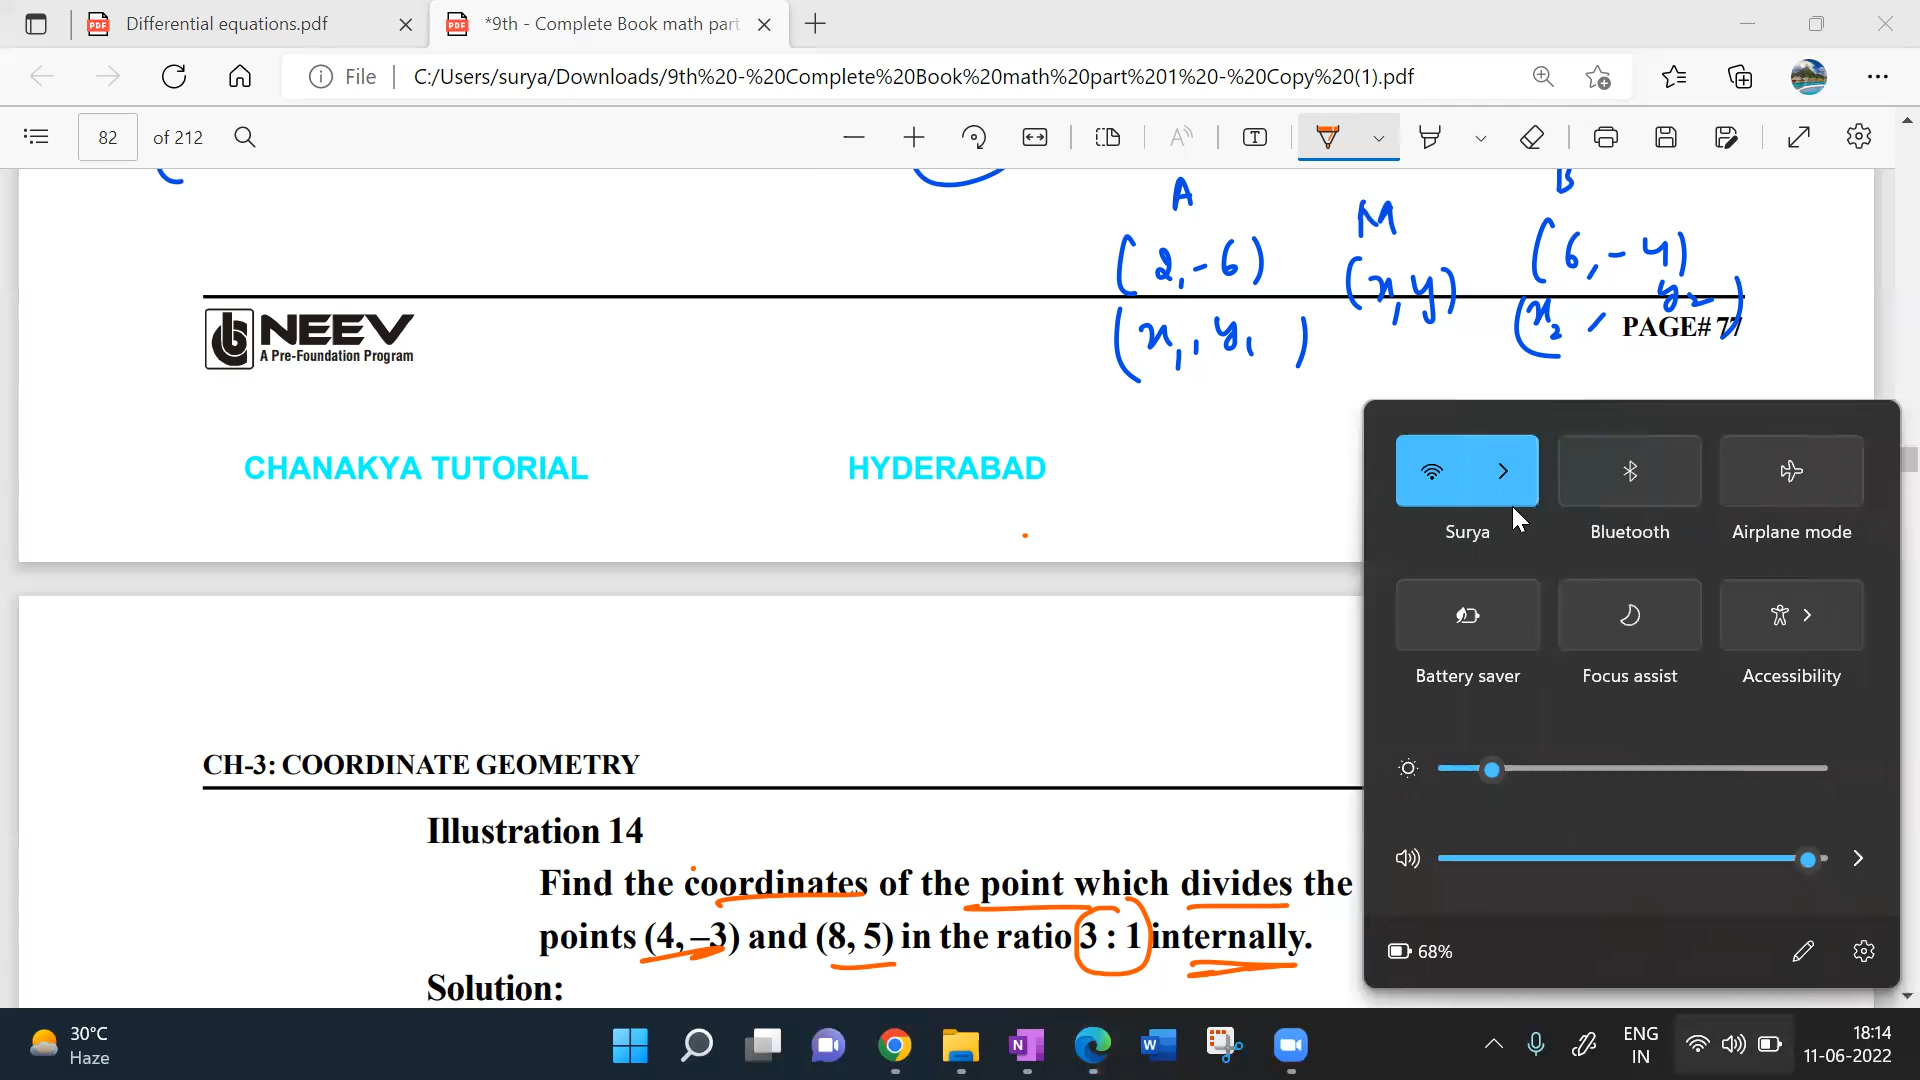 Differential equations.pdf
*9th - Complete Book math part
File
C:/Users/surya/Downloads/9th%20-%20Complete%20Book%20math%20part%201%20-%20Copy%20(1).pdf
82 of 212
A
M
B
(2, -6)
(x, y)
(6, -4)
(x1, y1)
(x2, y2)
NEEV
A Pre-Foundation Program
PAGE# 77
CHANAKYA TUTORIAL
HYDERABAD
CH-3: COORDINATE GEOMETRY
Illustration 14
Find the coordinates of the point which divides the
points (4, –3) and (8, 5) in the ratio 3 : 1 internally.
Solution:
Surya
Bluetooth
Airplane mode
Battery saver
Focus assist
Accessibility
68%
30°C
Haze
ENG
IN
18:14
11-06-2022